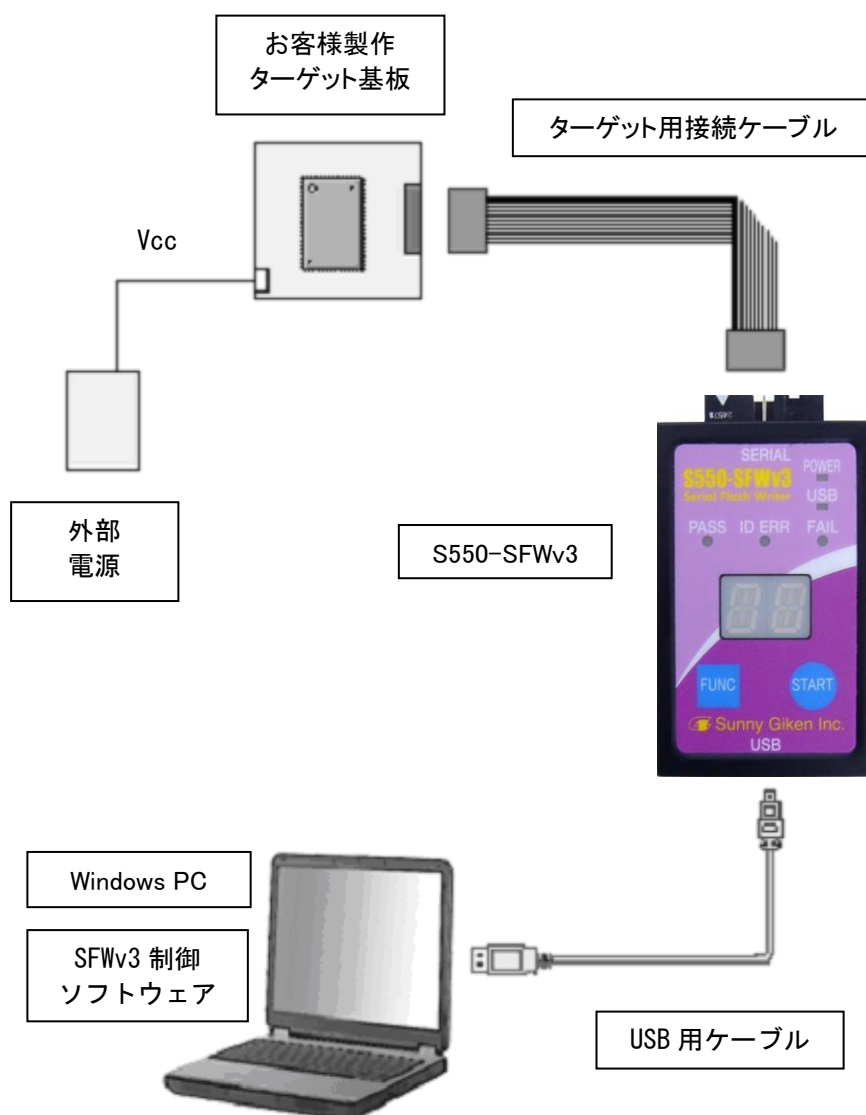 お客様製作
ターゲット基板
ターゲット用接続ケーブル
Vcc
外部
電源
S550-SFWv3
SERIAL
POWER
S550-SFWv3
Serial Flash Writer
USB
PASS ID ERR FAIL
FUNC
START
Sunny Giken Inc.
USB
Windows PC
SFWv3 制御
ソフトウェア
USB 用ケーブル